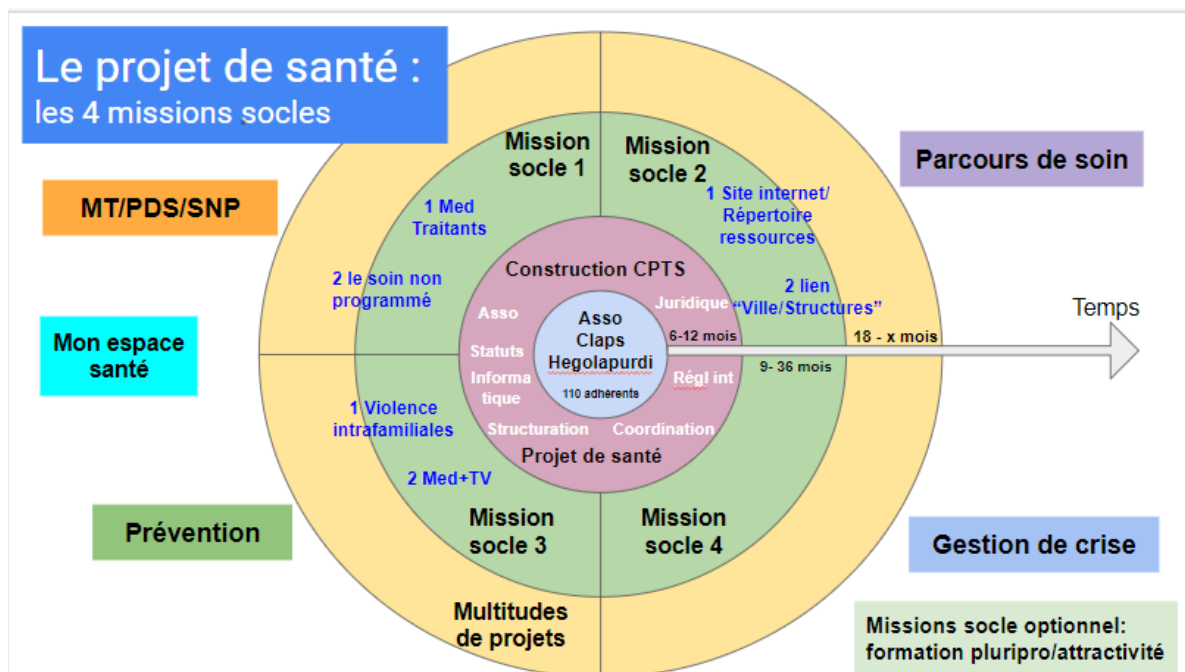 Le projet de santé :
les 4 missions socles
MT/PDS/SNP
Mon espace
santé
Prévention
Parcours de soin
Gestion de crise
Missions socle optionnel:
formation pluripro/attractivité
Temps
Mission
socle 1
1 Med
Traitants
2 le soin non
programmé
Mission
socle 2
1 Site internet/
Répertoire
ressources
2 lien
“Ville/Structures”
Construction CPTS
Asso
Statuts
Informa
tique
Structuration
Juridique
6-12 mois
Régl int
Coordination
Projet de santé
Asso
Claps
Hegolapurdi
110 adhérents
9- 36 mois
18 - x mois
1 Violence
intrafamiliales
2 Med+TV
Mission
socle 3
Mission
socle 4
Multitudes
de projets